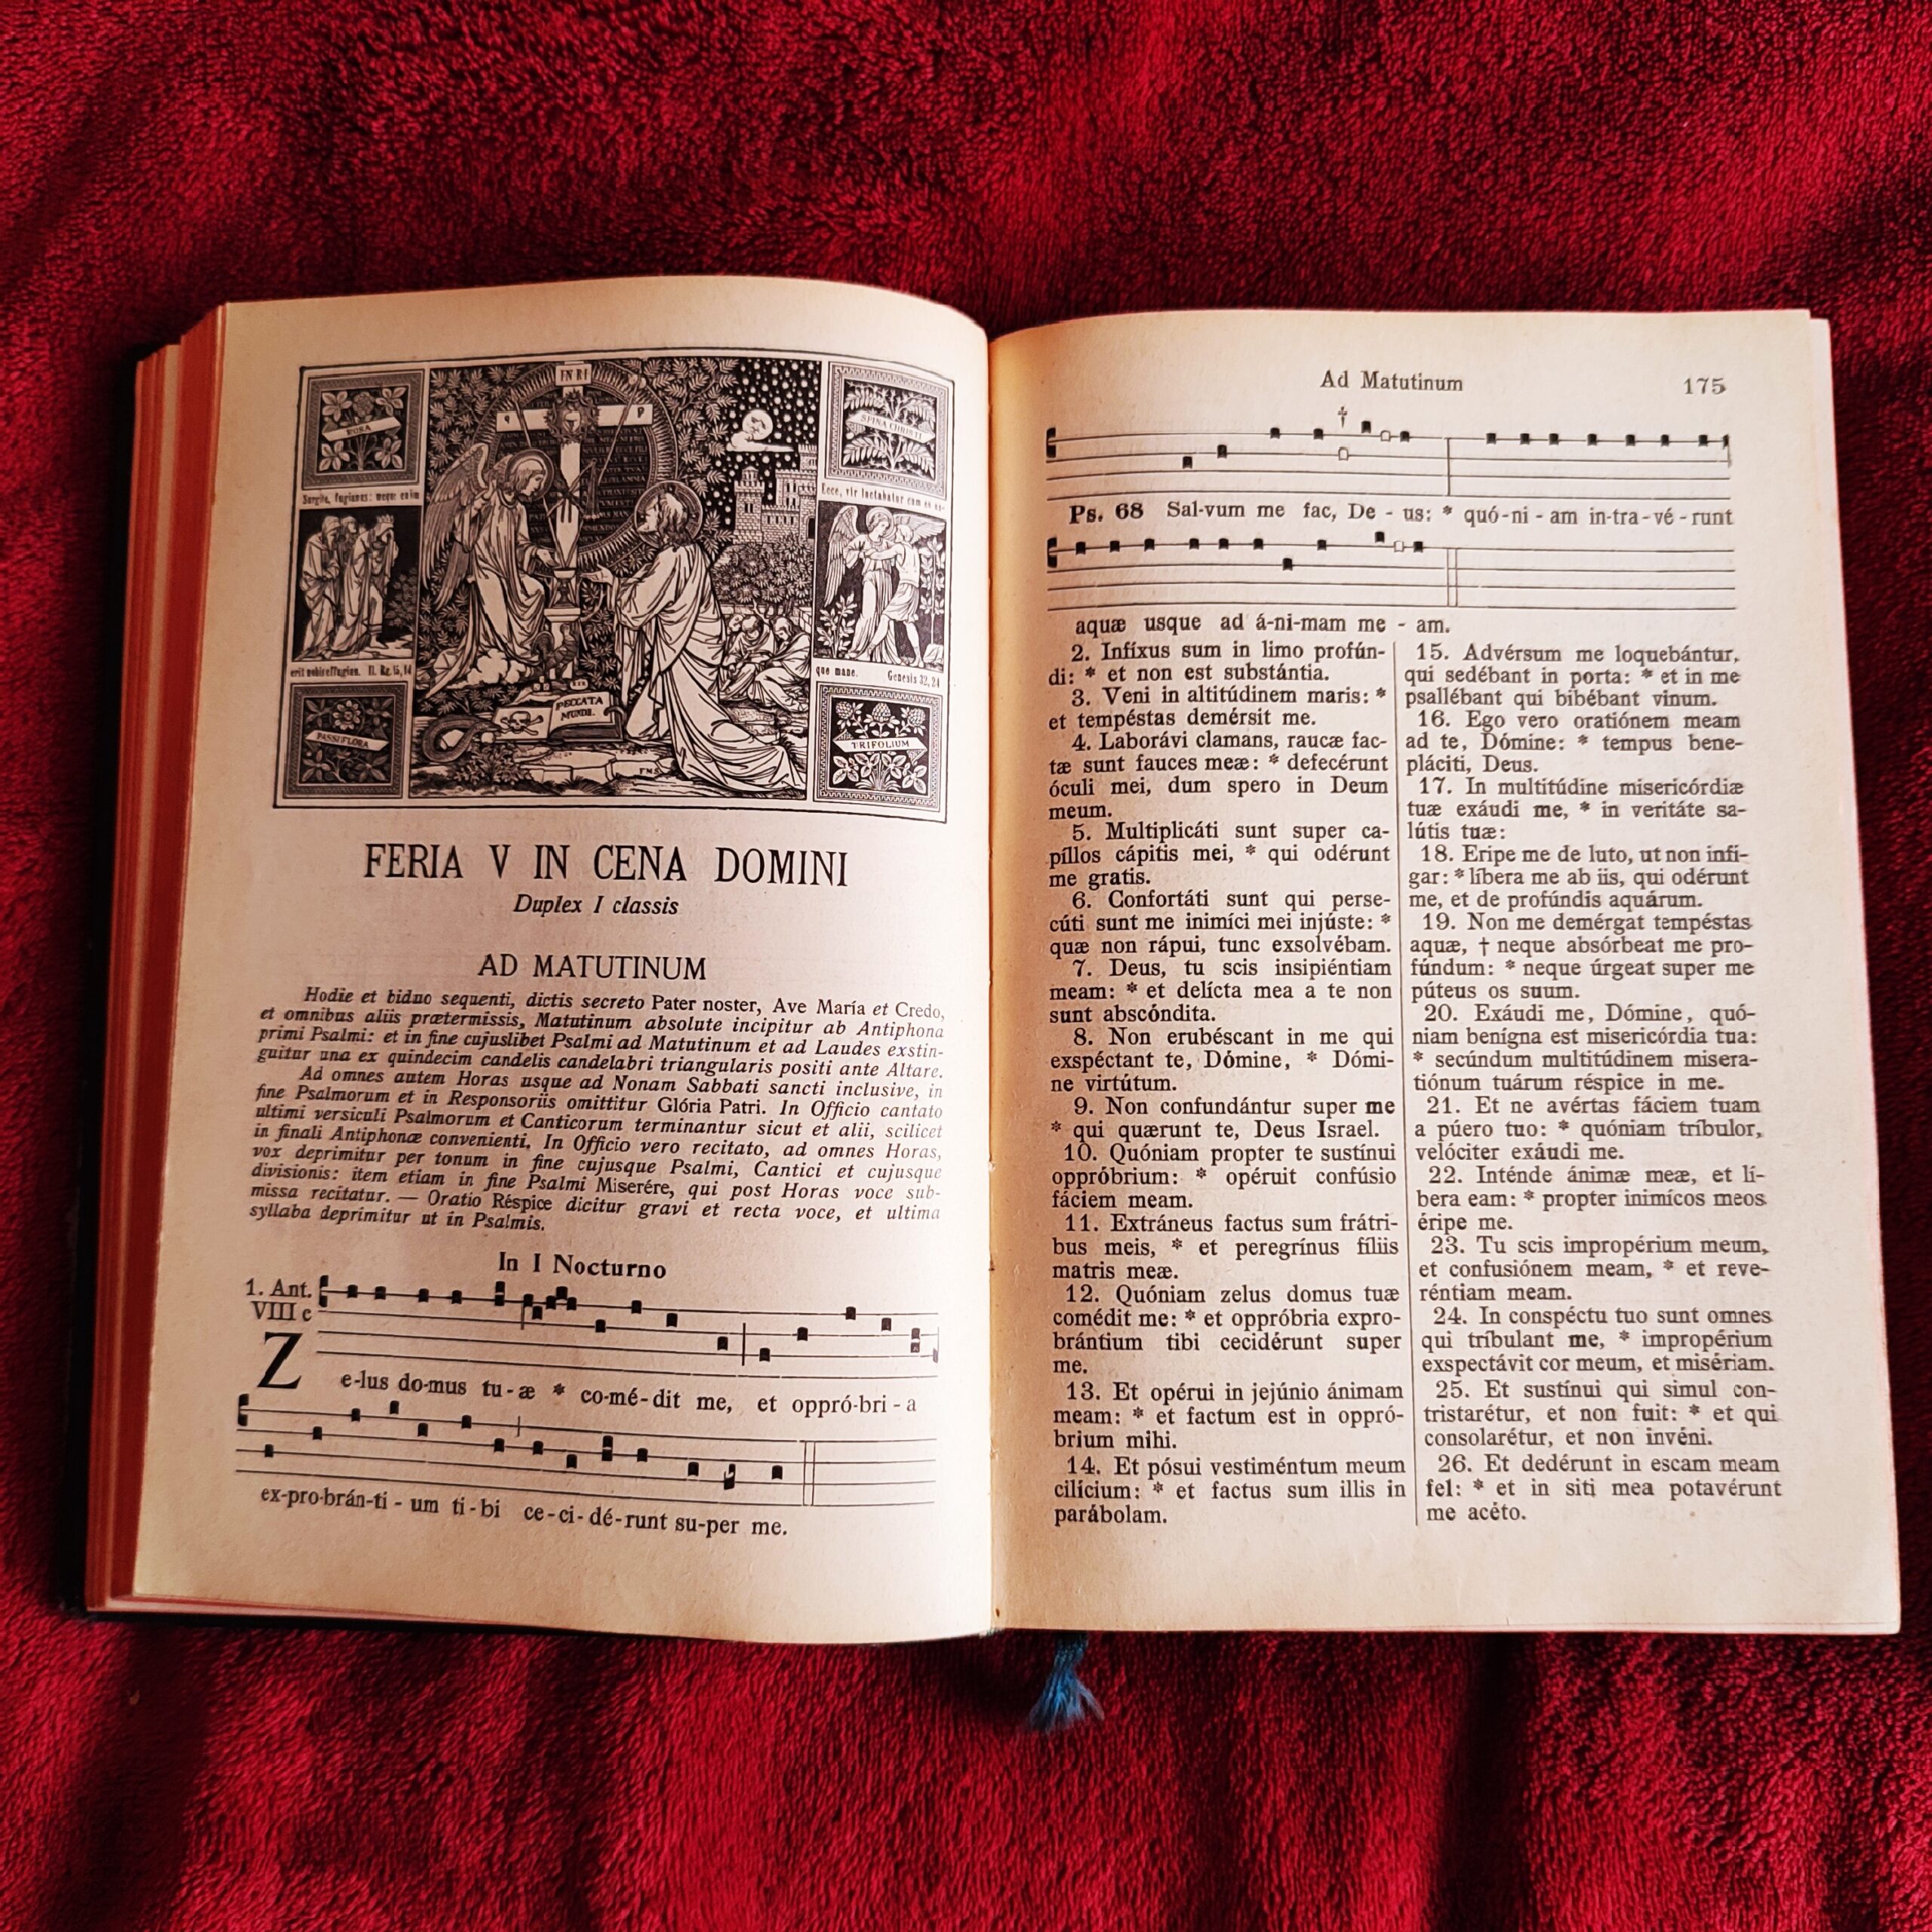 I N R I
ROSA
SPINA CHRISTI
Surgite, fugiamus: neque enim
erit nobis effugium. II. Rg. 15, 14
Ecce, vir luctabatur cum eo us-
que mane. Genesis 32, 24
PASSIFLORA
PECCATA
MUNDI.
TRIFOLIUM
F.M.S.
FERIA V IN CENA DOMINI
Duplex I classis
AD MATUTINUM
Hodie et biduo sequenti, dictis secreto Pater noster, Ave María et Credo,
et omnibus aliis prætermissis, Matutinum absolute incipitur ab Antiphona
primi Psalmi: et in fine cujuslibet Psalmi ad Matutinum et ad Laudes exstin-
guitur una ex quindecim candelis candelabri triangularis positi ante Altare.
Ad omnes autem Horas usque ad Nonam Sabbati sancti inclusive, in
fine Psalmorum et in Responsoriis omittitur Glória Patri. In Officio cantato
ultimi versiculi Psalmorum et Canticorum terminantur sicut et alii, scilicet
in finali Antiphonæ convenienti. In Officio vero recitato, ad omnes Horas,
vox deprimitur per tonum in fine cujusque Psalmi, Cantici et cujusque
divisionis: item etiam in fine Psalmi Miserére, qui post Horas voce sub-
missa recitatur. — Oratio Réspice dicitur gravi et recta voce, et ultima
syllaba deprimitur ut in Psalmis.
In I Nocturno
1. Ant.
VIII c
Ze-lus do-mus tu-æ * co-mé-dit me, et oppró-bri-a
ex-pro-brán-ti-um ti-bi ce-ci-dé-runt su-per me.
Ad Matutinum 175
†
Ps. 68 Sal-vum me fac, De-us: * quó-ni-am in-tra-vé-runt
aquæ usque ad á-ni-mam me-am.
2. Infíxus sum in limo profún-
di: * et non est substántia.
3. Veni in altitúdinem maris: *
et tempéstas demérsit me.
4. Laborávi clamans, raucæ fac-
tæ sunt fauces meæ: * defecérunt
óculi mei, dum spero in Deum
meum.
5. Multiplicáti sunt super ca-
píllos cápitis mei, * qui odérunt
me gratis.
6. Confortáti sunt qui perse-
cúti sunt me inimíci mei injúste: *
quæ non rápui, tunc exsolvébam.
7. Deus, tu scis insipiéntiam
meam: * et delícta mea a te non
sunt abscóndita.
8. Non erubéscant in me qui
exspéctant te, Dómine, * Dómi-
ne virtútum.
9. Non confundántur super me
* qui quærunt te, Deus Israel.
10. Quóniam propter te sustínui
oppróbrium: * opéruit confúsio
fáciem meam.
11. Extráneus factus sum frátri-
bus meis, * et peregrínus fíliis
matris meæ.
12. Quóniam zelus domus tuæ
comédit me: * et oppróbria expro-
brántium tibi cecidérunt super
me.
13. Et opérui in jejúnio ánimam
meam: * et factum est in oppró-
brium mihi.
14. Et pósui vestiméntum meum
cilícium: * et factus sum illis in
parábolam.
15. Advérsum me loquebántur,
qui sedébant in porta: * et in me
psallébant qui bibébant vinum.
16. Ego vero oratiónem meam
ad te, Dómine: * tempus bene-
pláciti, Deus.
17. In multitúdine misericórdiæ
tuæ exáudi me, * in veritáte sa-
lútis tuæ:
18. Eripe me de luto, ut non infí-
gar: * líbera me ab iis, qui odérunt
me, et de profúndis aquárum.
19. Non me demérgat tempéstas
aquæ, † neque absórbeat me pro-
fúndum: * neque úrgeat super me
púteus os suum.
20. Exáudi me, Dómine, quó-
niam benígna est misericórdia tua:
* secúndum multitúdinem misera-
tiónum tuárum réspice in me.
21. Et ne avértas fáciem tuam
a púero tuo: * quóniam tríbulor,
velóciter exáudi me.
22. Inténde ánimæ meæ, et lí-
bera eam: * propter inimícos meos
éripe me.
23. Tu scis impropérium meum,
et confusiónem meam, * et reve-
réntiam meam.
24. In conspéctu tuo sunt omnes
qui tríbulant me, * impropérium
exspectávit cor meum, et misériam.
25. Et sustínui qui simul con-
tristarétur, et non fuit: * et qui
consolarétur, et non invéni.
26. Et dedérunt in escam meam
fel: * et in siti mea potavérunt
me acéto.